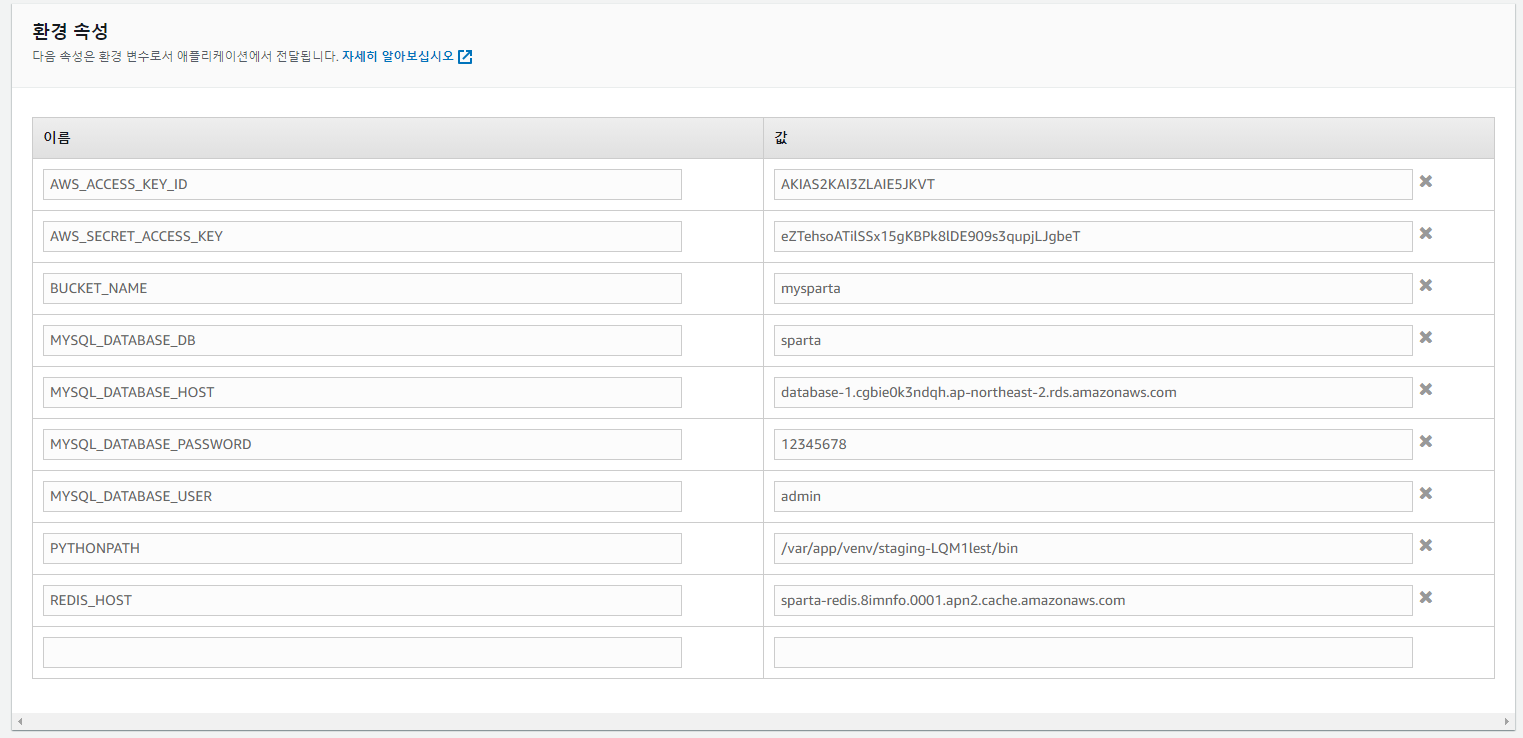 환경 속성
다음 속성은 환경 변수로서 애플리케이션에서 전달됩니다. 자세히 알아보십시오
이름 값
AWS_ACCESS_KEY_ID AKIAS2KAI3ZLAIE5JKVT
AWS_SECRET_ACCESS_KEY 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
BUCKET_NAME mysparta
MYSQL_DATABASE_DB sparta
MYSQL_DATABASE_HOST database-1.cgbie0k3ndqh.ap-northeast-2.rds.amazonaws.com
MYSQL_DATABASE_PASSWORD 12345678
MYSQL_DATABASE_USER admin
PYTHONPATH /var/app/venv/staging-LQM1lest/bin
REDIS_HOST sparta-redis.8imnfo.0001.apn2.cache.amazonaws.com